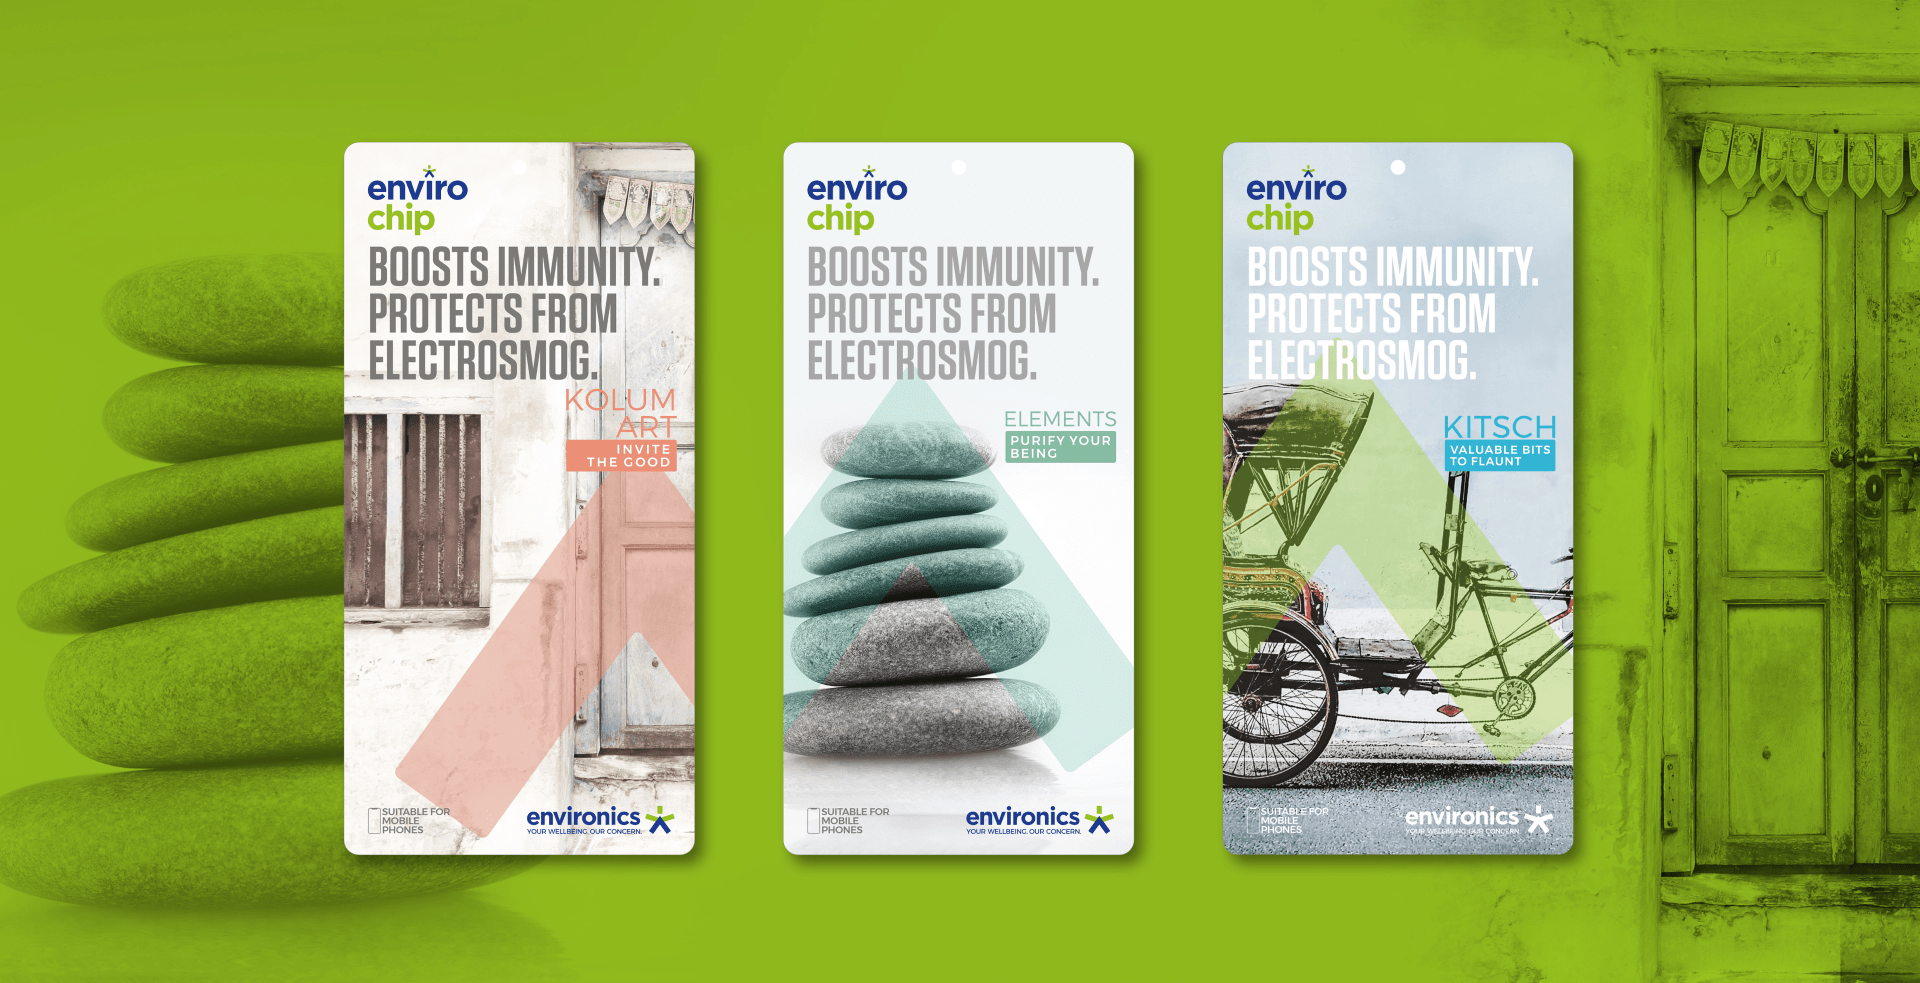 enviro
chip
BOOSTS IMMUNITY.
PROTECTS FROM
ELECTROSMOG.
KOLUM
ART
INVITE
THE GOOD
SUITABLE FOR
MOBILE
PHONES
environics
YOUR WELLBEING. OUR CONCERN.
enviro
chip
BOOSTS IMMUNITY.
PROTECTS FROM
ELECTROSMOG.
ELEMENTS
PURIFY YOUR
BEING
SUITABLE FOR
MOBILE
PHONES
environics
YOUR WELLBEING. OUR CONCERN.
enviro
chip
BOOSTS IMMUNITY.
PROTECTS FROM
ELECTROSMOG.
KITSCH
VALUABLE BITS
TO FLAUNT
SUITABLE FOR
MOBILE
PHONES
environics
YOUR WELLBEING. OUR CONCERN.